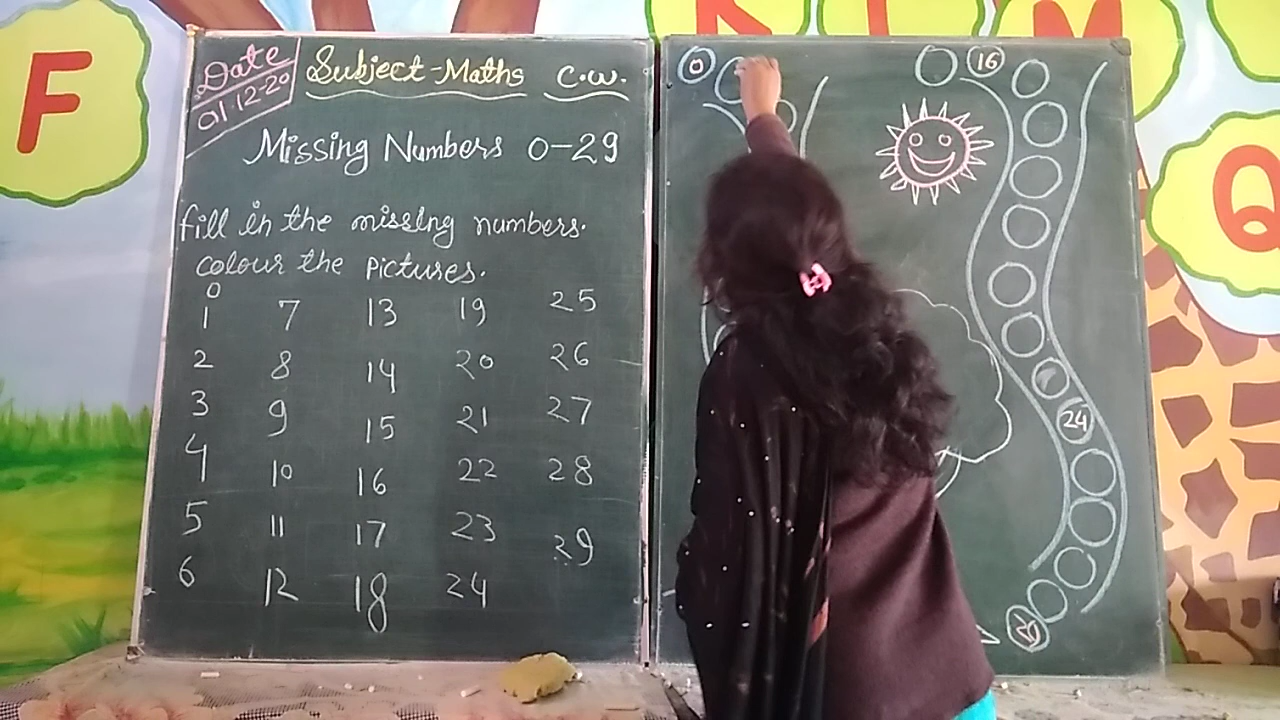 F
K L M
Q
Date
01.12.20
Subject-Maths C.W.
Missing Numbers 0-29
fill in the missing numbers.
colour the pictures.
0
1 7 13 19 25
2 8 14 20 26
3 9 15 21 27
4 10 16 22 28
5 11 17 23 29
6 12 18 24
0
16
24